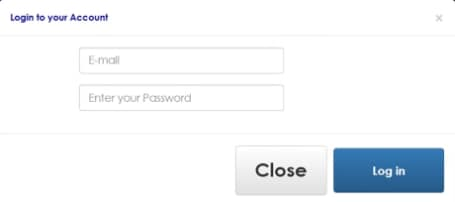 Login to your Account
×
E-mail
Enter your Password
Close
Log in